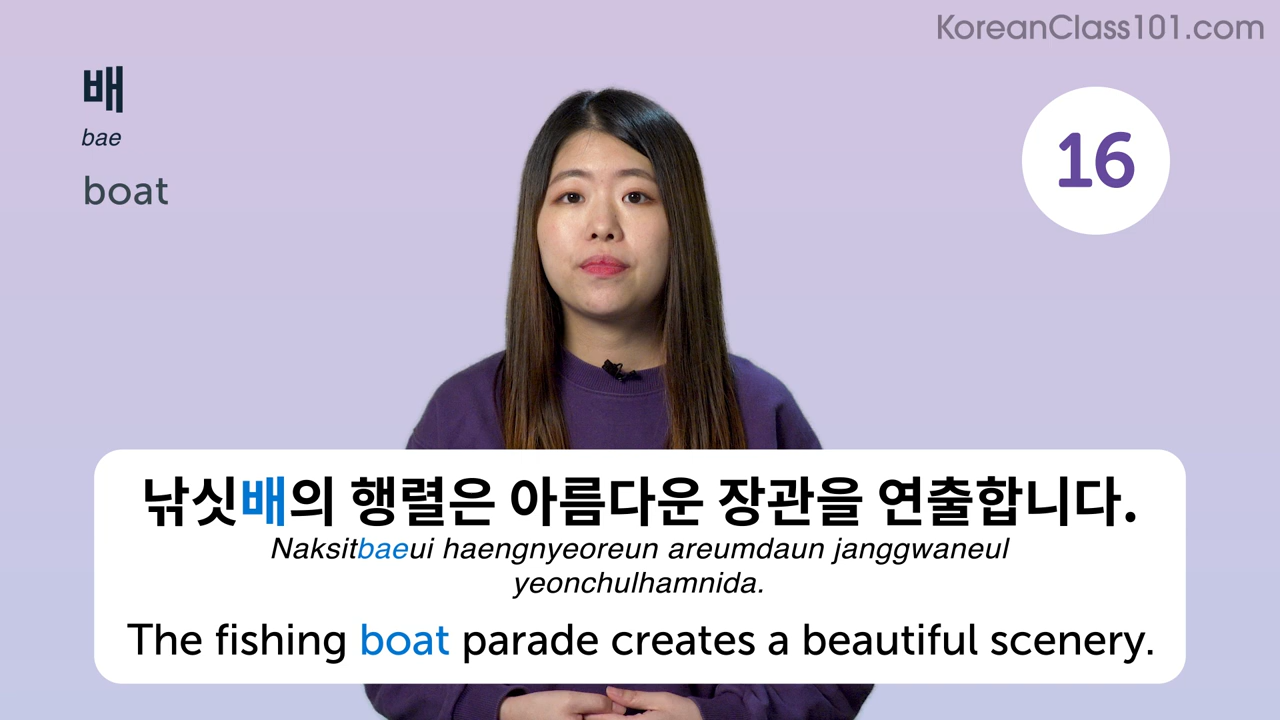 KoreanClass101.com
배
bae
boat
16
낚싯배의 행렬은 아름다운 장관을 연출합니다.
Naksitbaeui haengnyeoreun areumdaun janggwaneul
yeonchulhamnida.
The fishing boat parade creates a beautiful scenery.